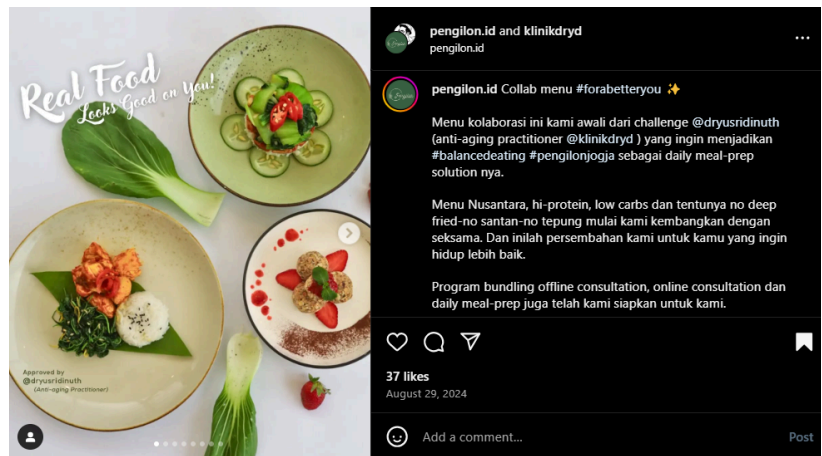 Real Food
Looks Good on You!
Approved by
@dryusridinuth
(Anti-aging Practitioner)
pengilon.id and klinikdryd
pengilon.id
pengilon.id Collab menu #forabetteryou ✨
Menu kolaborasi ini kami awali dari challenge @dryusridinuth
(anti-aging practitioner @klinikdryd ) yang ingin menjadikan
#balancedeating #pengilonjogja sebagai daily meal-prep
solution nya.
Menu Nusantara, hi-protein, low carbs dan tentunya no deep
fried-no santan-no tepung mulai kami kembangkan dengan
seksama. Dan inilah persembahan kami untuk kamu yang ingin
hidup lebih baik.
Program bundling offline consultation, online consultation dan
daily meal-prep juga telah kami siapkan untuk kami.
37 likes
August 29, 2024
Add a comment...
Post